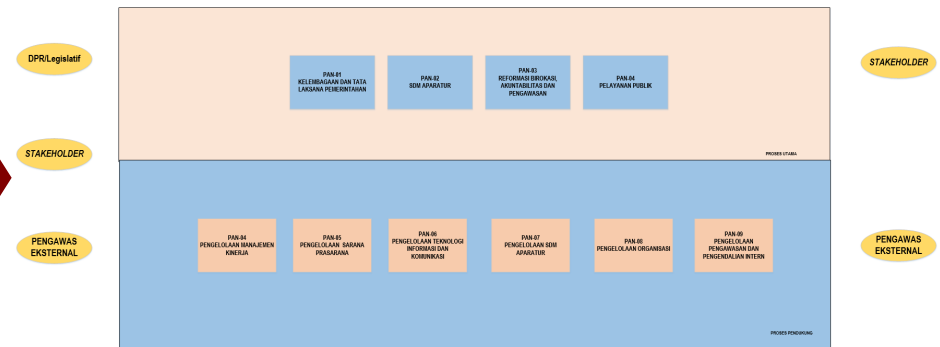 DPR/Legislatif
STAKEHOLDER
PENGAWAS
EKSTERNAL
PAN-01
KELEMBAGAAN DAN TATA
LAKSANA PEMERINTAHAN
PAN-02
SDM APARATUR
PAN-03
REFORMASI BIROKASI,
AKUNTABILITAS DAN
PENGAWASAN
PAN-04
PELAYANAN PUBLIK
PROSES UTAMA
PAN-04
PENGELOLAAN MANAJEMEN
KINERJA
PAN-05
PENGELOLAAN SARANA
PRASARANA
PAN-06
PENGELOLAAN TEKNOLOGI
INFORMASI DAN
KOMUNIKASI
PAN-07
PENGELOLAAN SDM
APARATUR
PAN-08
PENGELOLAAN ORGANISASI
PAN-09
PENGELOLAAN
PENGAWASAN DAN
PENGENDALIAN INTERN
PROSES PENDUKUNG
STAKEHOLDER
PENGAWAS
EKSTERNAL